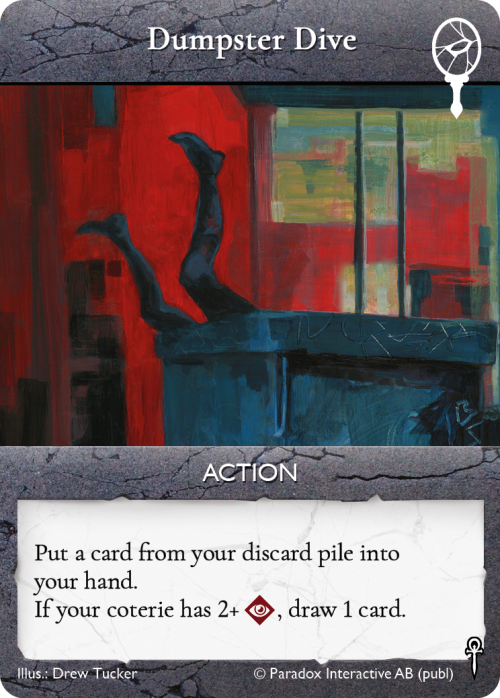 Dumpster Dive
ACTION
Put a card from your discard pile into
your hand.
If your coterie has 2+ , draw 1 card.
Illus.: Drew Tucker © Paradox Interactive AB (publ)